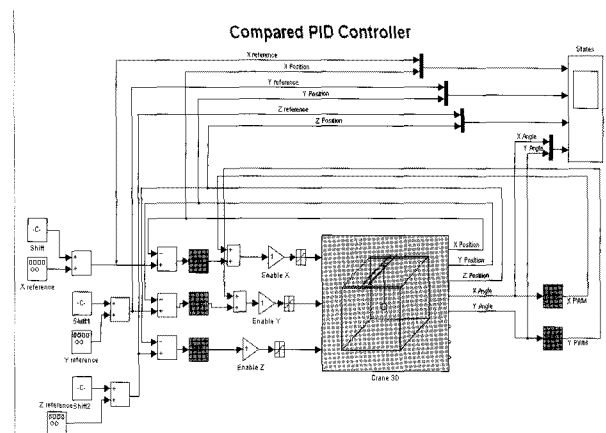 Compared PID Controller
X reference
X Position
Y reference
Y Position
Z reference
Z Position
States
X Angle
Y Angle
-C-
Shift
X reference
-C-
Shift1
Y reference
-C-
Z reference Shift2
Enable X
Enable Y
Enable Z
X Position
Y Position
Z Position
X Angle
Y Angle
Crane 3D
X PWM
Y PWM